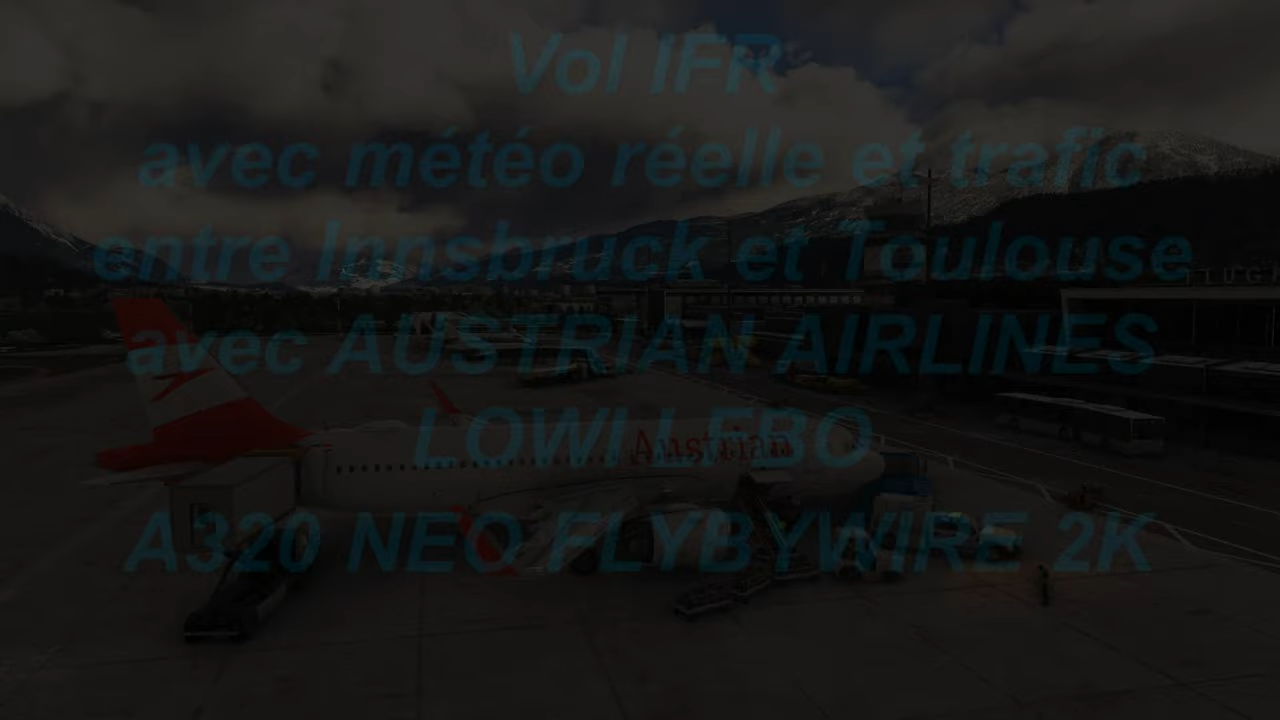 Vol IFR
avec météo réelle et trafic
entre Innsbruck et Toulouse
avec AUSTRIAN AIRLINES
LOWI LFBO
Austrian
A320 NEO FLYBYWIRE 2K